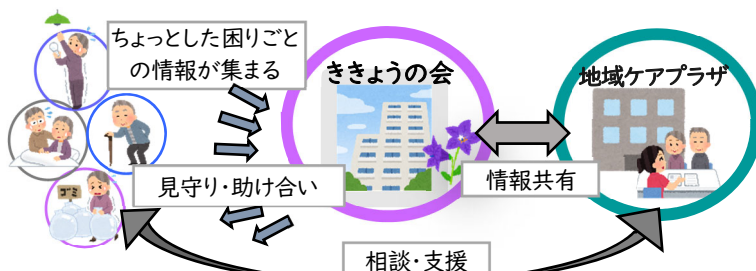 ちょっとした困りごと
の情報が集まる
ききょうの会
地域ケアプラザ
見守り・助け合い
情報共有
ゴミ
相談・支援